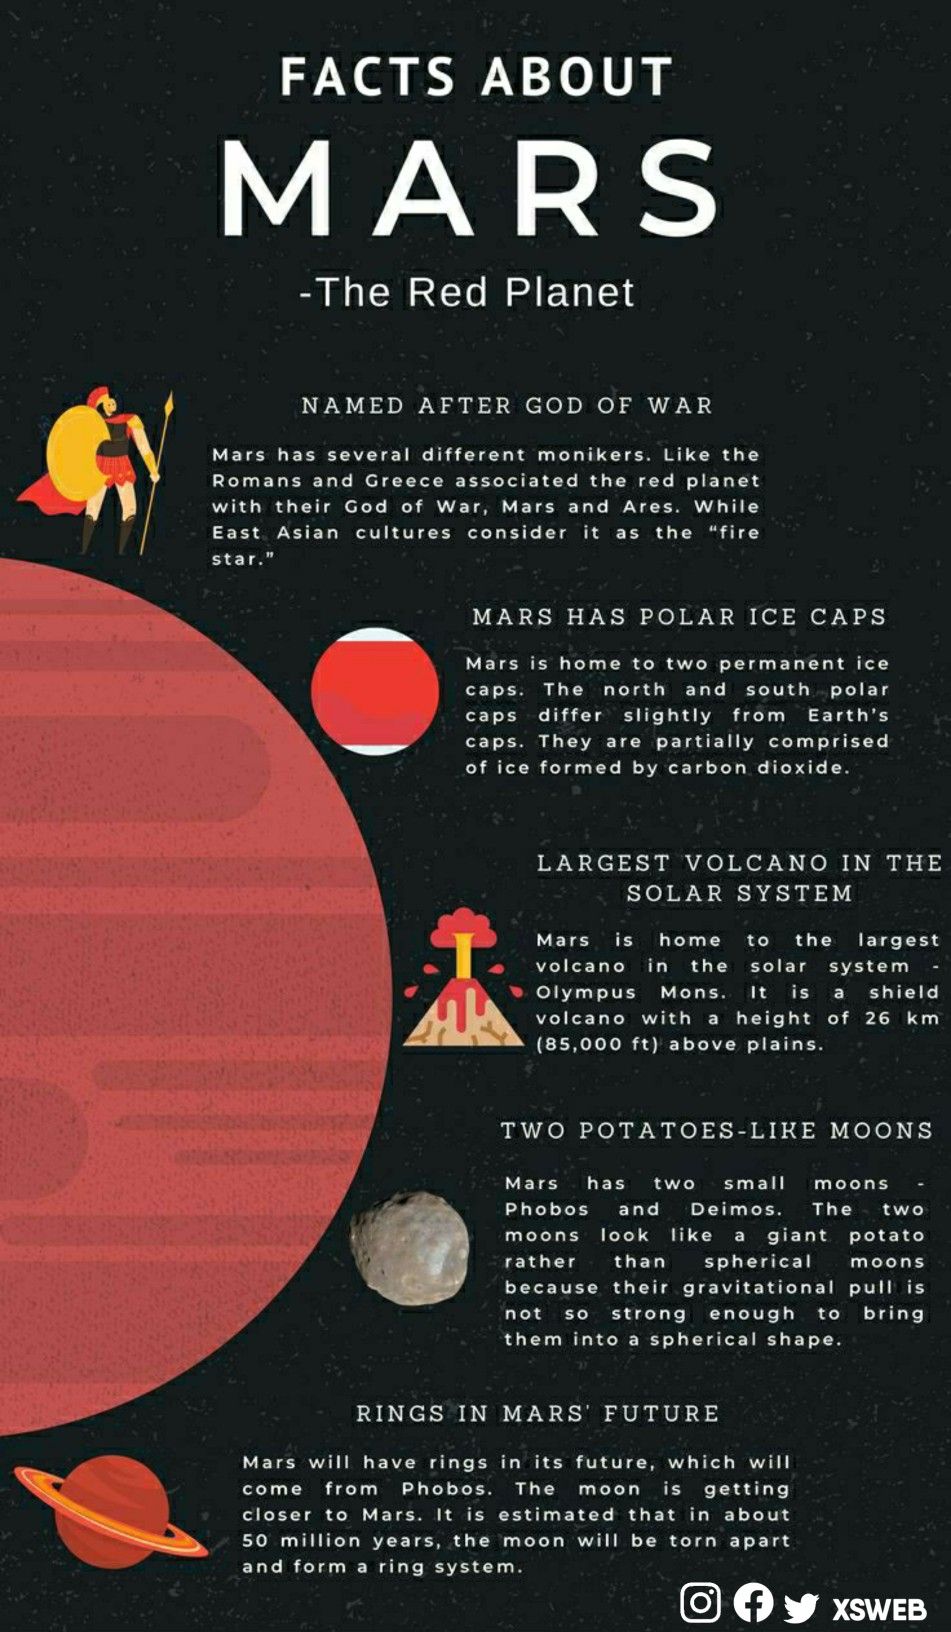 FACTS ABOUT
MARS
-The Red Planet
NAMED AFTER GOD OF WAR
Mars has several different monikers. Like the
Romans and Greece associated the red planet
with their God of War, Mars and Ares. While
East Asian cultures consider it as the “fire
star.”
MARS HAS POLAR ICE CAPS
Mars is home to two permanent ice
caps. The north and south polar
caps differ slightly from Earth’s
caps. They are partially comprised
of ice formed by carbon dioxide.
LARGEST VOLCANO IN THE
SOLAR SYSTEM
Mars is home to the largest
volcano in the solar system -
Olympus Mons. It is a shield
volcano with a height of 26 km
(85,000 ft) above plains.
TWO POTATOES-LIKE MOONS
Mars has two small moons -
Phobos and Deimos. The two
moons look like a giant potato
rather than spherical moons
because their gravitational pull is
not so strong enough to bring
them into a spherical shape.
RINGS IN MARS' FUTURE
Mars will have rings in its future, which will
come from Phobos. The moon is getting
closer to Mars. It is estimated that in about
50 million years, the moon will be torn apart
and form a ring system.
XSWEB